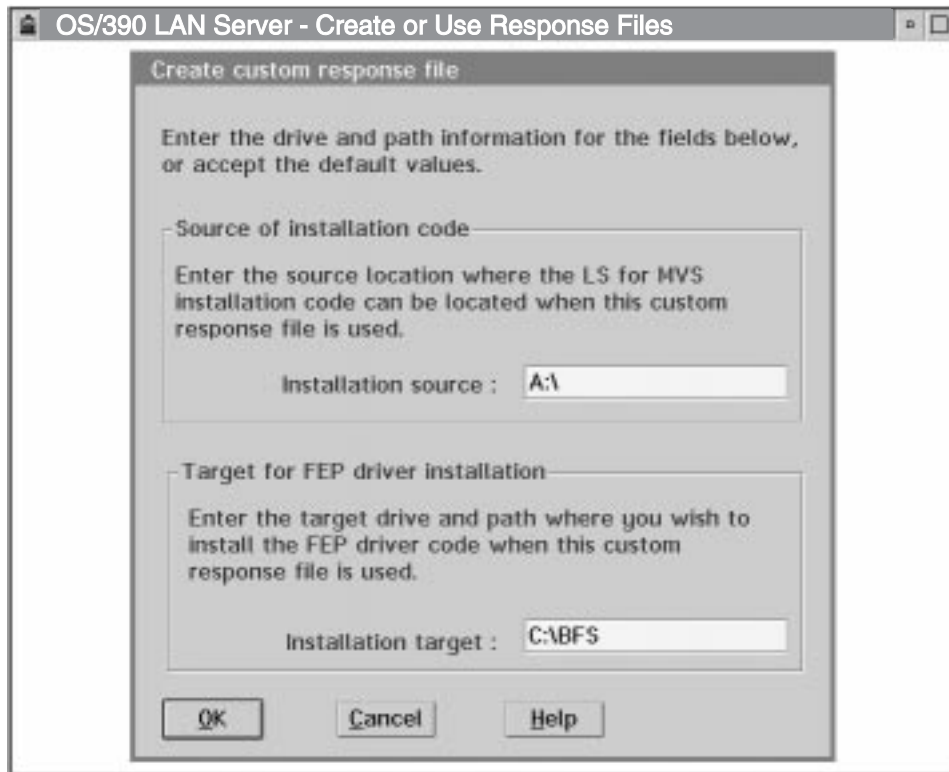 OS/390 LAN Server - Create or Use Response Files
Create custom response file
Enter the drive and path information for the fields below,
or accept the default values.
Source of installation code
Enter the source location where the LS for MVS
installation code can be located when this custom
response file is used.
Installation source : A:\
Target for FEP driver installation
Enter the target drive and path where you wish to
install the FEP driver code when this custom
response file is used.
Installation target : C:\BFS
OK Cancel Help